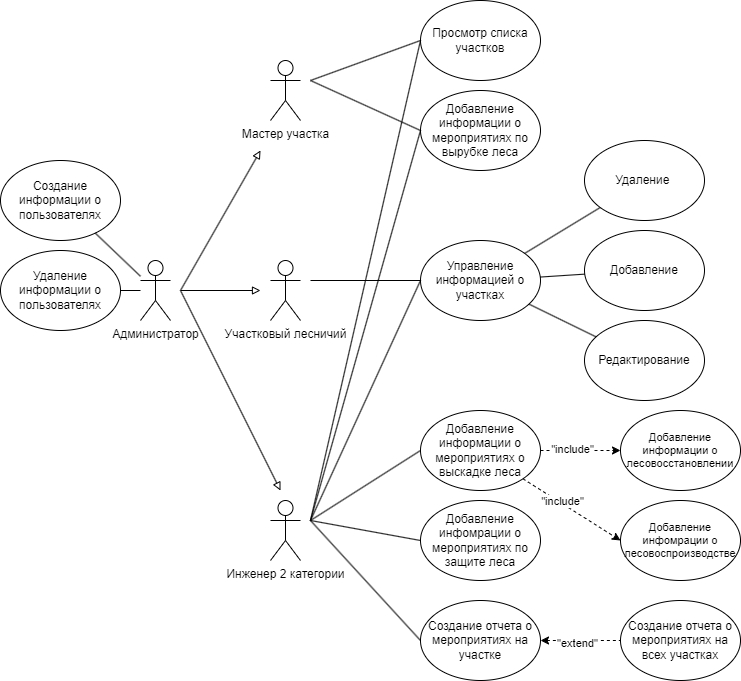 Просмотр списка
участков
Мастер участка
Добавление
информации о
мероприятиях по
вырубке леса
Создание
информации о
пользователях
Удаление
информации о
пользователях
Администратор
Участковый лесничий
Управление
информацией о
участках
Удаление
Добавление
Редактирование
Добавление
информации о
мероприятиях о
выскадке леса
"include"
Добавление
информации о
лесовосстановлении
"include"
Добавление
инфомрации о
лесовоспроизводстве
Добавление
инфомрации о
мероприятиях по
защите леса
Инженер 2 категории
Создание отчета о
мероприятиях на
участке
"extend"
Создание отчета о
мероприятиях на
всех участках